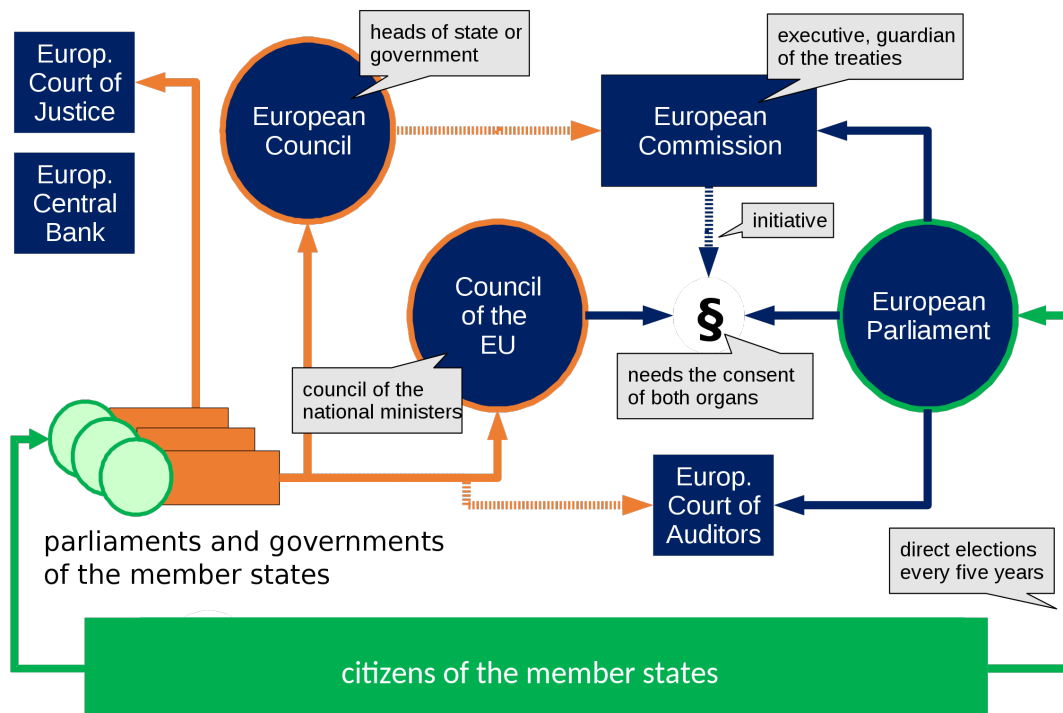 heads of state or
government
executive, guardian
of the treaties
Europ.
Court of
Justice
European
Council
European
Commission
Europ.
Central
Bank
initiative
Council
of the
EU
§
European
Parliament
council of the
national ministers
needs the consent
of both organs
Europ.
Court of
Auditors
parliaments and governments
of the member states
direct elections
every five years
citizens of the member states